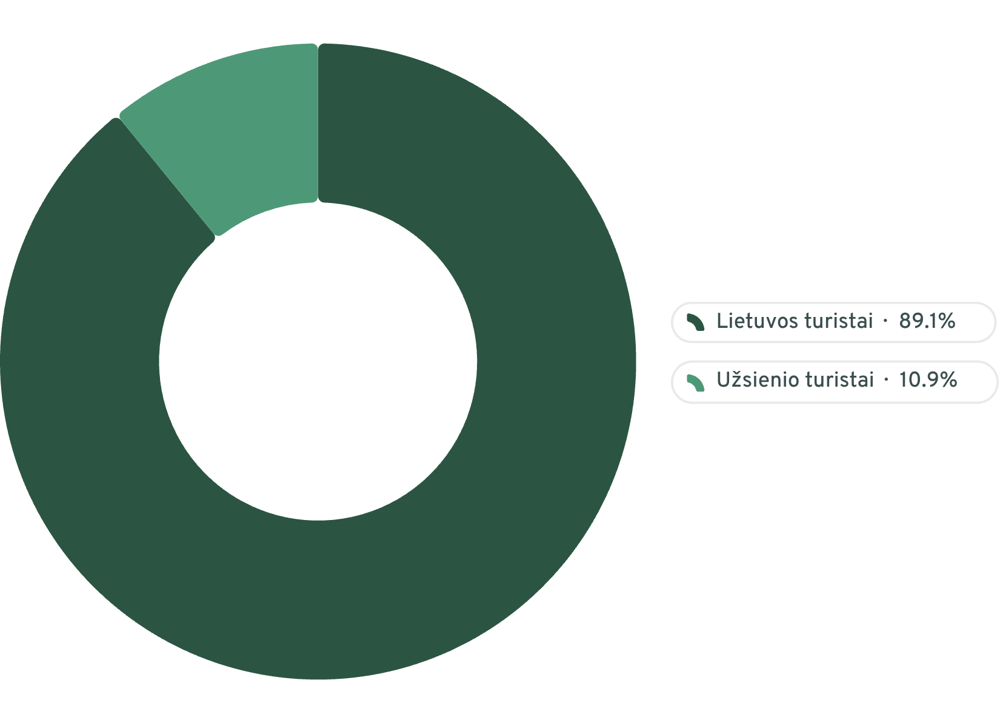 Lietuvos turistai · 89.1%
Užsienio turistai · 10.9%